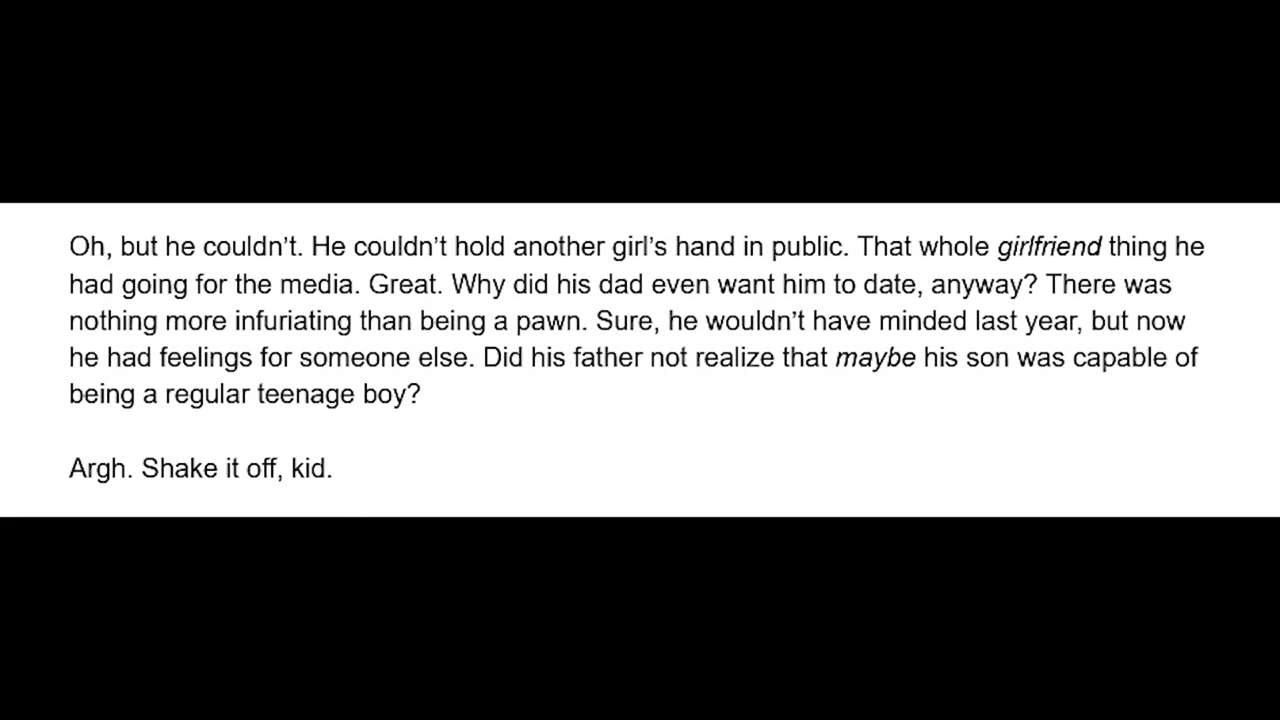 Oh, but he couldn’t. He couldn’t hold another girl’s hand in public. That whole girlfriend thing he
had going for the media. Great. Why did his dad even want him to date, anyway? There was
nothing more infuriating than being a pawn. Sure, he wouldn’t have minded last year, but now
he had feelings for someone else. Did his father not realize that maybe his son was capable of
being a regular teenage boy?
Argh. Shake it off, kid.